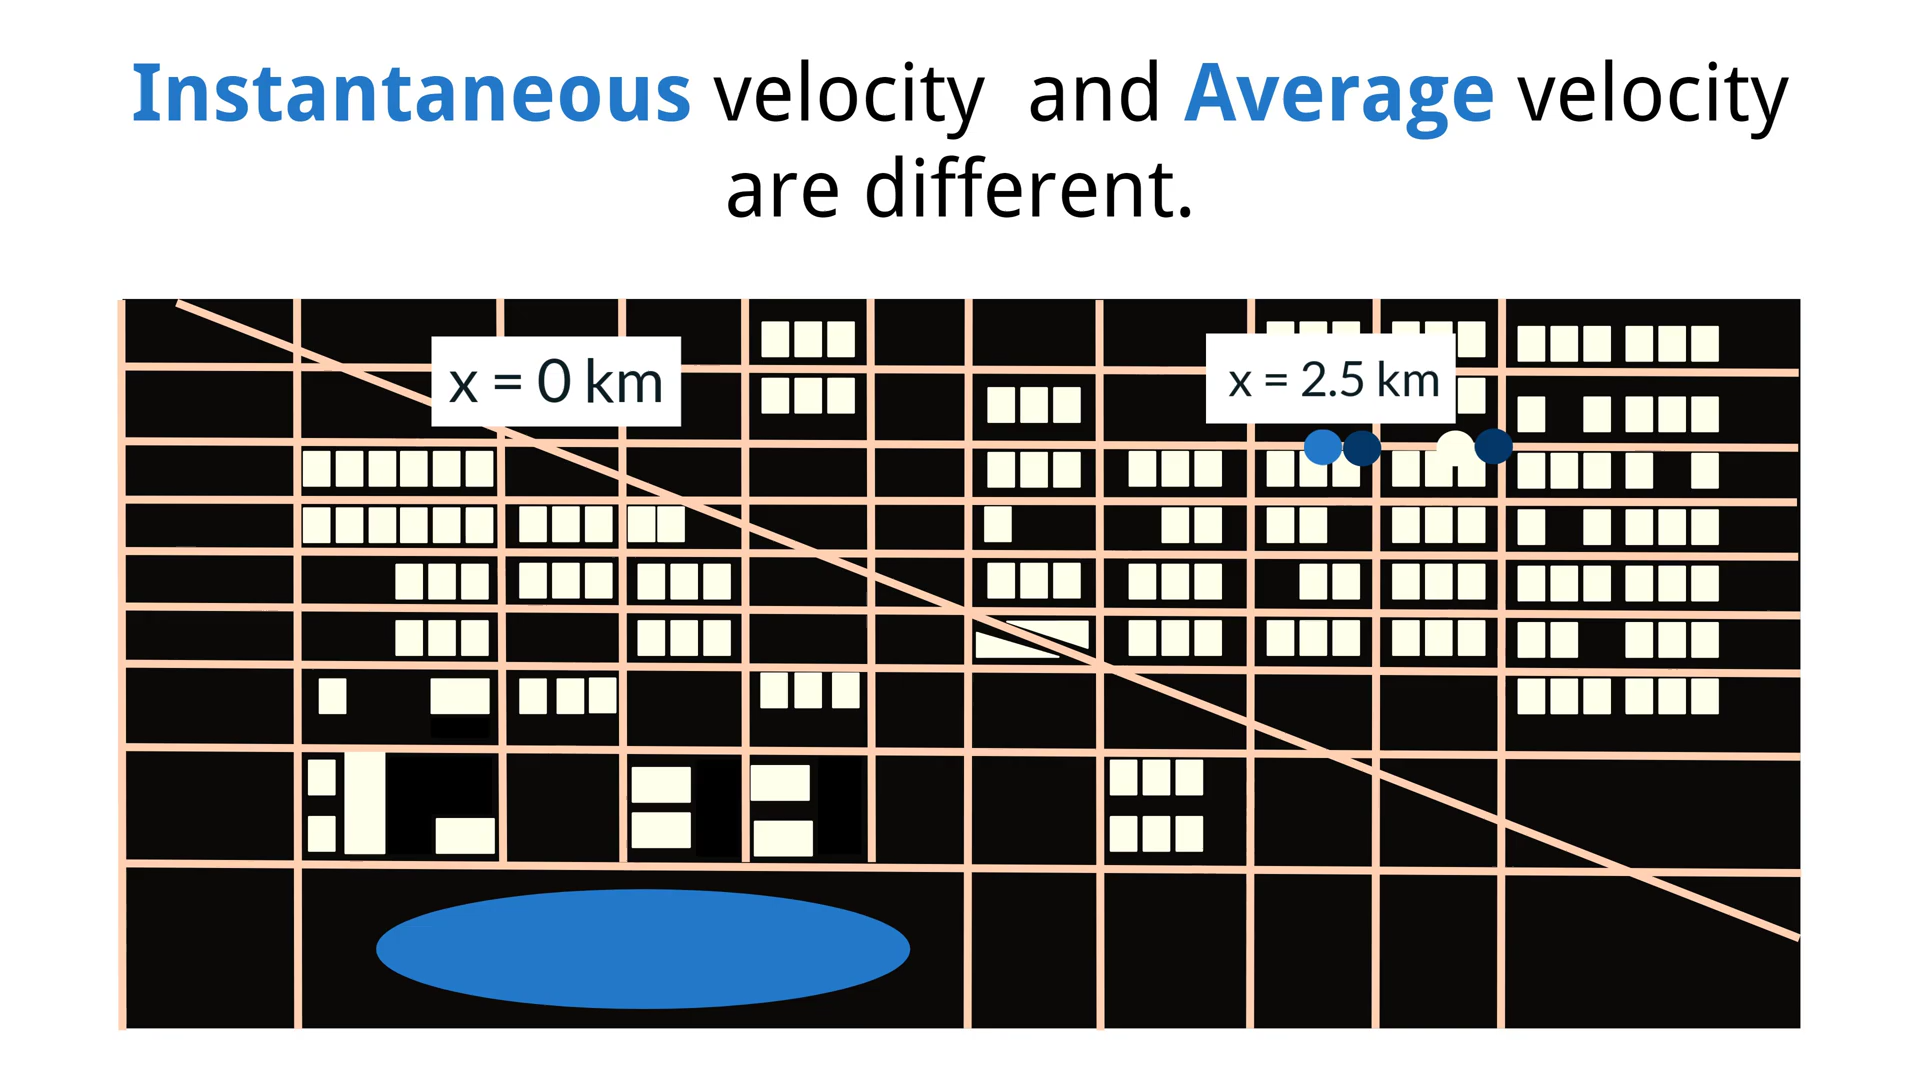 Instantaneous velocity and Average velocity
are different.
x = 0 km
x = 2.5 km